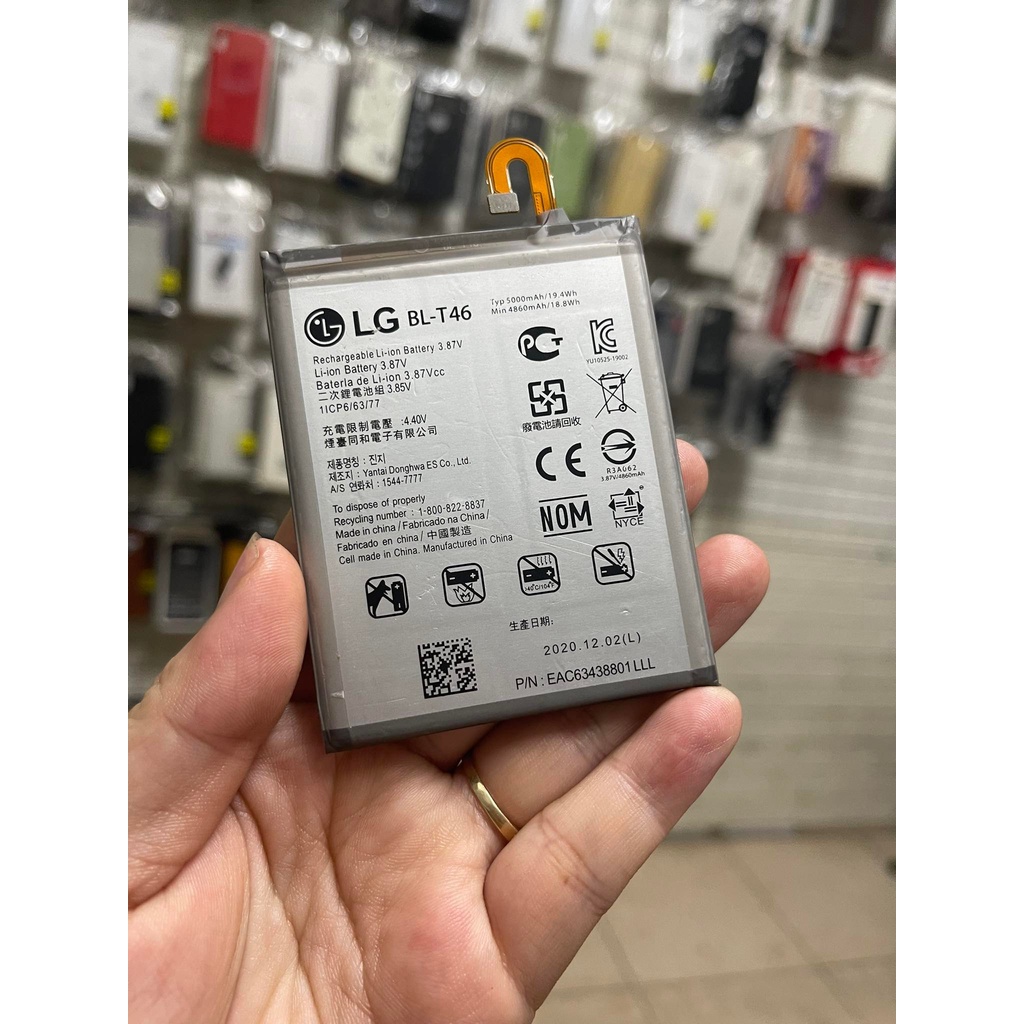 LG BL-T46
Typ 5000mAh/19.4Wh
Min 4860mAh/18.8Wh
Rechargeable Li-ion Battery 3.87V
Li-ion Battery 3.87V
Batería de Li-ion 3.87Vcc
二次鋰電池組 3.85V
1ICP6/63/77
充電限制電壓 :4.40V
煙臺同和電子有限公司
제품명칭 : 진지
제조지 : Yantai Donghwa ES Co., Ltd.
A/S 연화처 : 1544-7777
To dispose of properly
Recycling number : 1-800-822-8837
Made in china / Fabricado na China /
Fabricado en china / 中國製造
Cell made in China. Manufactured in China
PCT
YU10525-19002
廢電池請回收
CE
R3A062
3.87V/4860mAh
NOM
NYCE
>40°C/104°F
生產日期:
2020.12.02(L)
P/N : EAC63438801 LLL